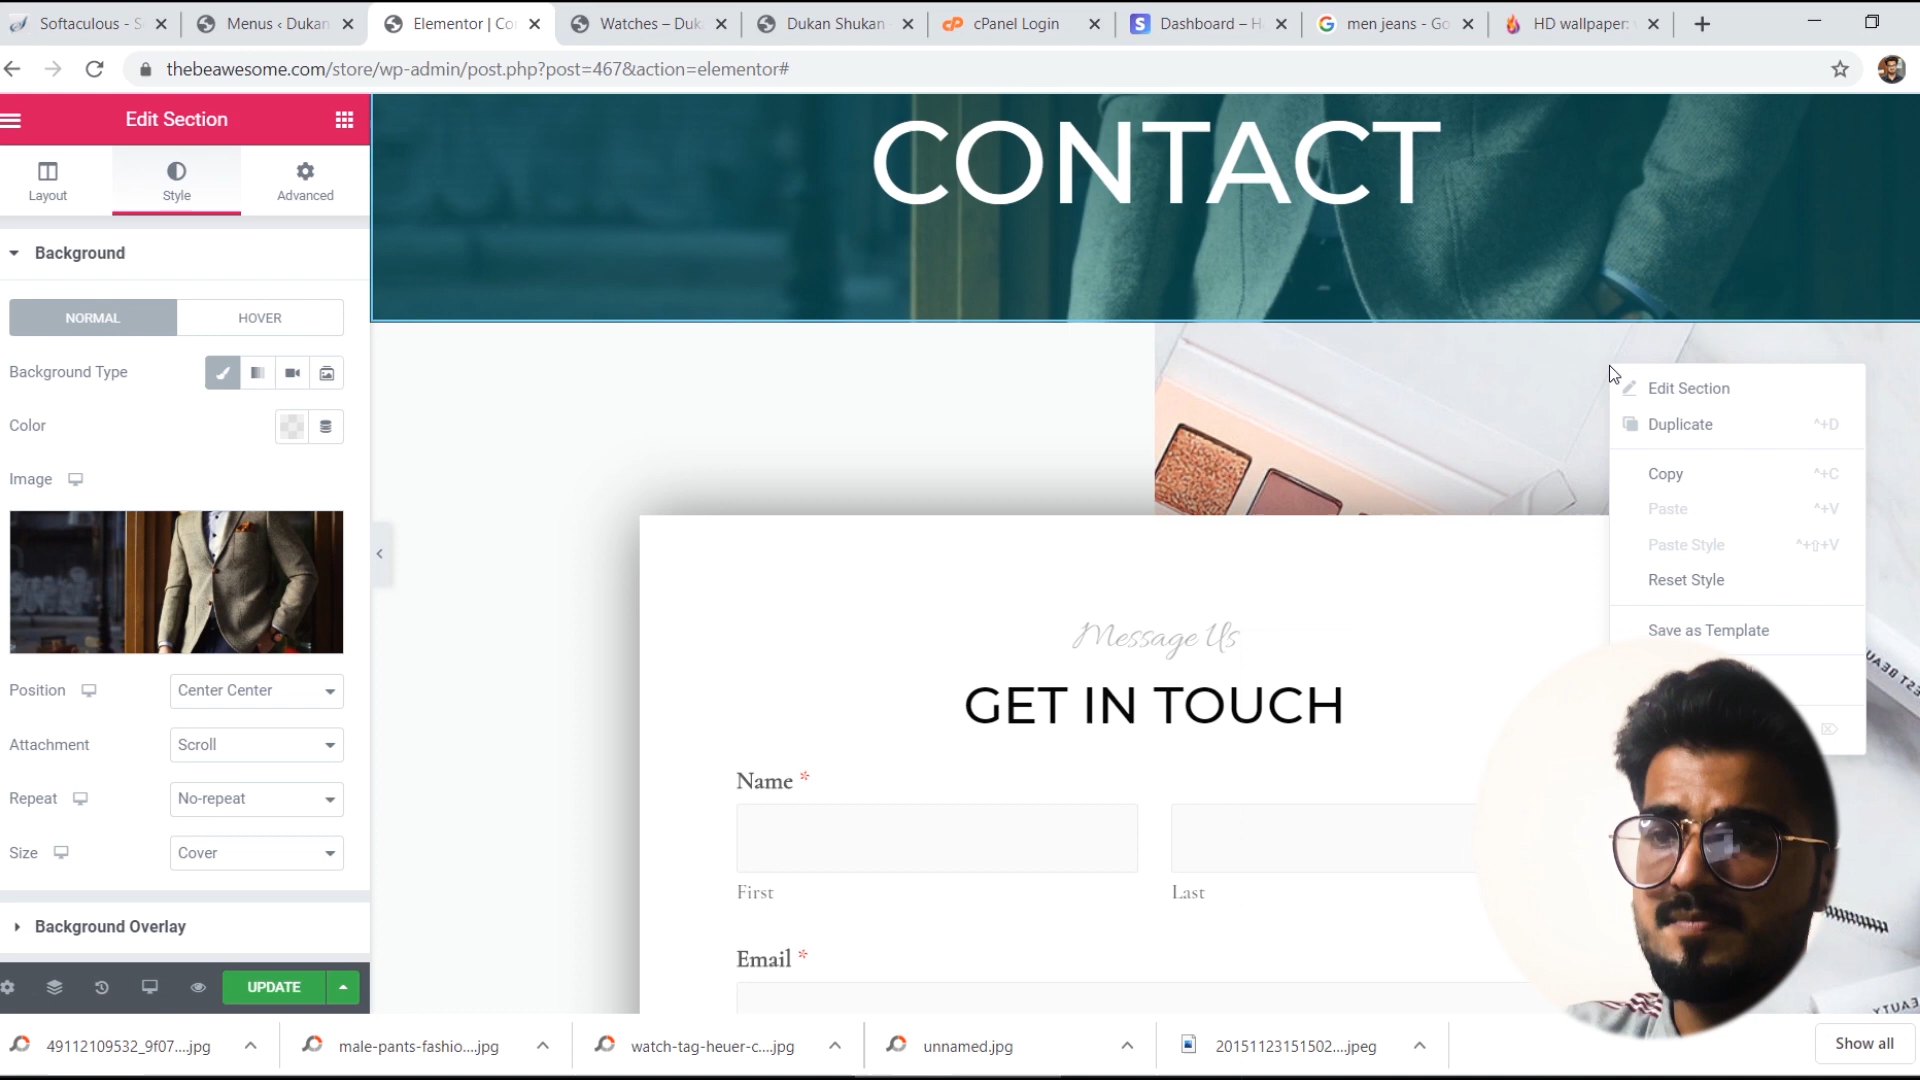 Softaculous - S
Menus ‹ Dukan
Elementor | Co
Watches – Duk
Dukan Shukan
cPanel Login
Dashboard – H
men jeans - Go
HD wallpaper:
thebeawesome.com/store/wp-admin/post.php?post=467&action=elementor#
Edit Section
Layout
Style
Advanced
Background
NORMAL
HOVER
Background Type
Color
Image
Position
Center Center
Attachment
Scroll
Repeat
No-repeat
Size
Cover
Background Overlay
UPDATE
CONTACT
Message Us
GET IN TOUCH
Name *
First
Last
Email *
Edit Section
Duplicate ^+D
Copy ^+C
Paste ^+V
Paste Style ^+⇧+V
Reset Style
Save as Template
49112109532_9f07....jpg
male-pants-fashio....jpg
watch-tag-heuer-c....jpg
unnamed.jpg
20151123151502....jpeg
Show all